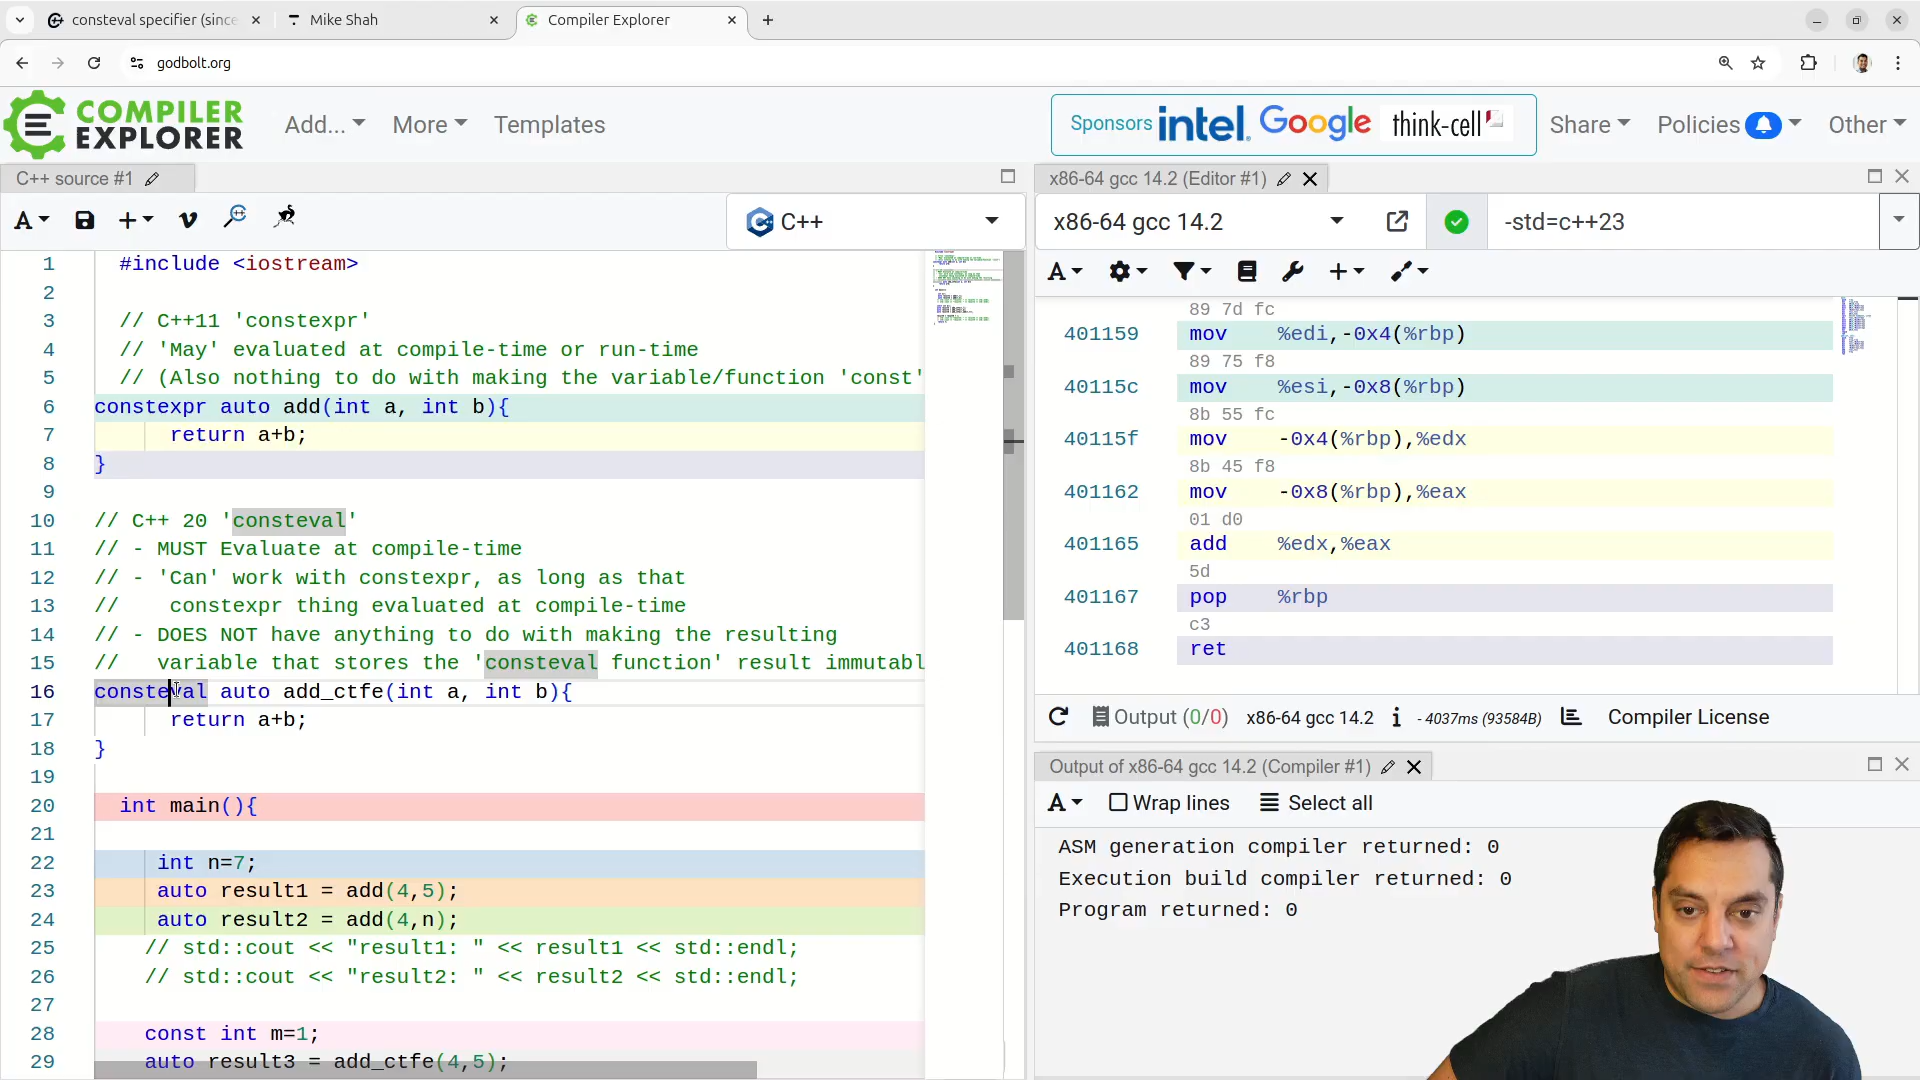 consteval specifier (since
Mike Shah
Compiler Explorer
godbolt.org
COMPILER
EXPLORER
Add...
More
Templates
Sponsors intel. Google think-cell
Share
Policies
Other
C++ source #1
C++
1 #include <iostream>
2
3 // C++11 'constexpr'
4 // 'May' evaluated at compile-time or run-time
5 // (Also nothing to do with making the variable/function 'const'
6 constexpr auto add(int a, int b){
7 return a+b;
8 }
9
10 // C++ 20 'consteval'
11 // - MUST Evaluate at compile-time
12 // - 'Can' work with constexpr, as long as that
13 // constexpr thing evaluated at compile-time
14 // - DOES NOT have anything to do with making the resulting
15 // variable that stores the 'consteval function' result immutabl
16 consteval auto add_ctfe(int a, int b){
17 return a+b;
18 }
19
20 int main(){
21
22 int n=7;
23 auto result1 = add(4,5);
24 auto result2 = add(4,n);
25 // std::cout << "result1: " << result1 << std::endl;
26 // std::cout << "result2: " << result2 << std::endl;
27
28 const int m=1;
29 auto result3 = add_ctfe(4,5);
x86-64 gcc 14.2 (Editor #1)
x86-64 gcc 14.2
-std=c++23
89 7d fc
401159 mov %edi,-0x4(%rbp)
89 75 f8
40115c mov %esi,-0x8(%rbp)
8b 55 fc
40115f mov -0x4(%rbp),%edx
8b 45 f8
401162 mov -0x8(%rbp),%eax
01 d0
401165 add %edx,%eax
5d
401167 pop %rbp
c3
401168 ret
Output (0/0) x86-64 gcc 14.2 i - 4037ms (93584B) Compiler License
Output of x86-64 gcc 14.2 (Compiler #1)
A Wrap lines Select all
ASM generation compiler returned: 0
Execution build compiler returned: 0
Program returned: 0